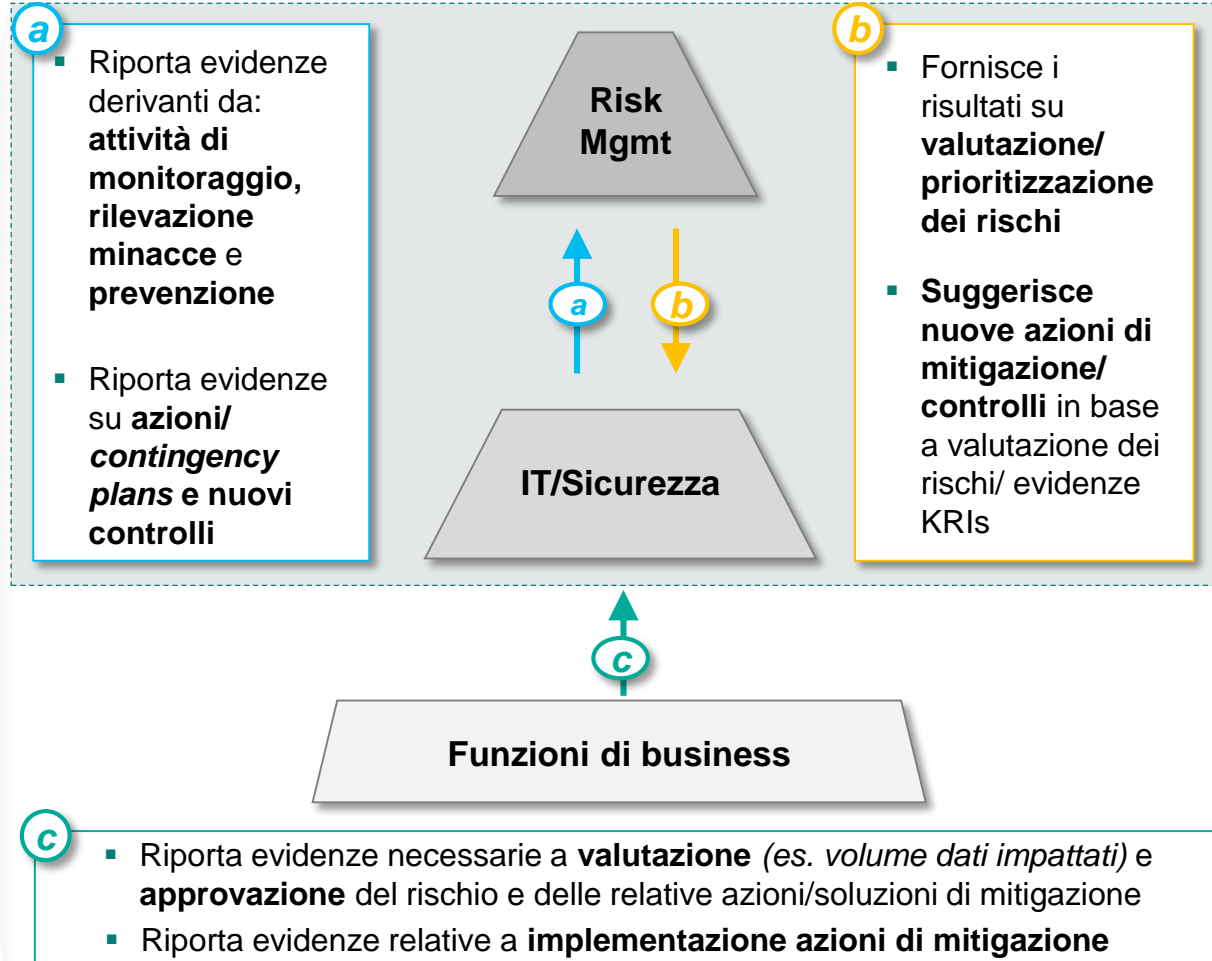 a
▪ Riporta evidenze
derivanti da:
attività di
monitoraggio,
rilevazione
minacce e
prevenzione
▪ Riporta evidenze
su azioni/
contingency
plans e nuovi
controlli
Risk
Mgmt
a
b
IT/Sicurezza
b
▪ Fornisce i
risultati su
valutazione/
prioritizzazione
dei rischi
▪ Suggerisce
nuove azioni di
mitigazione/
controlli in base
a valutazione dei
rischi/ evidenze
KRIs
c
Funzioni di business
c
▪ Riporta evidenze necessarie a valutazione (es. volume dati impattati) e
approvazione del rischio e delle relative azioni/soluzioni di mitigazione
▪ Riporta evidenze relative a implementazione azioni di mitigazione